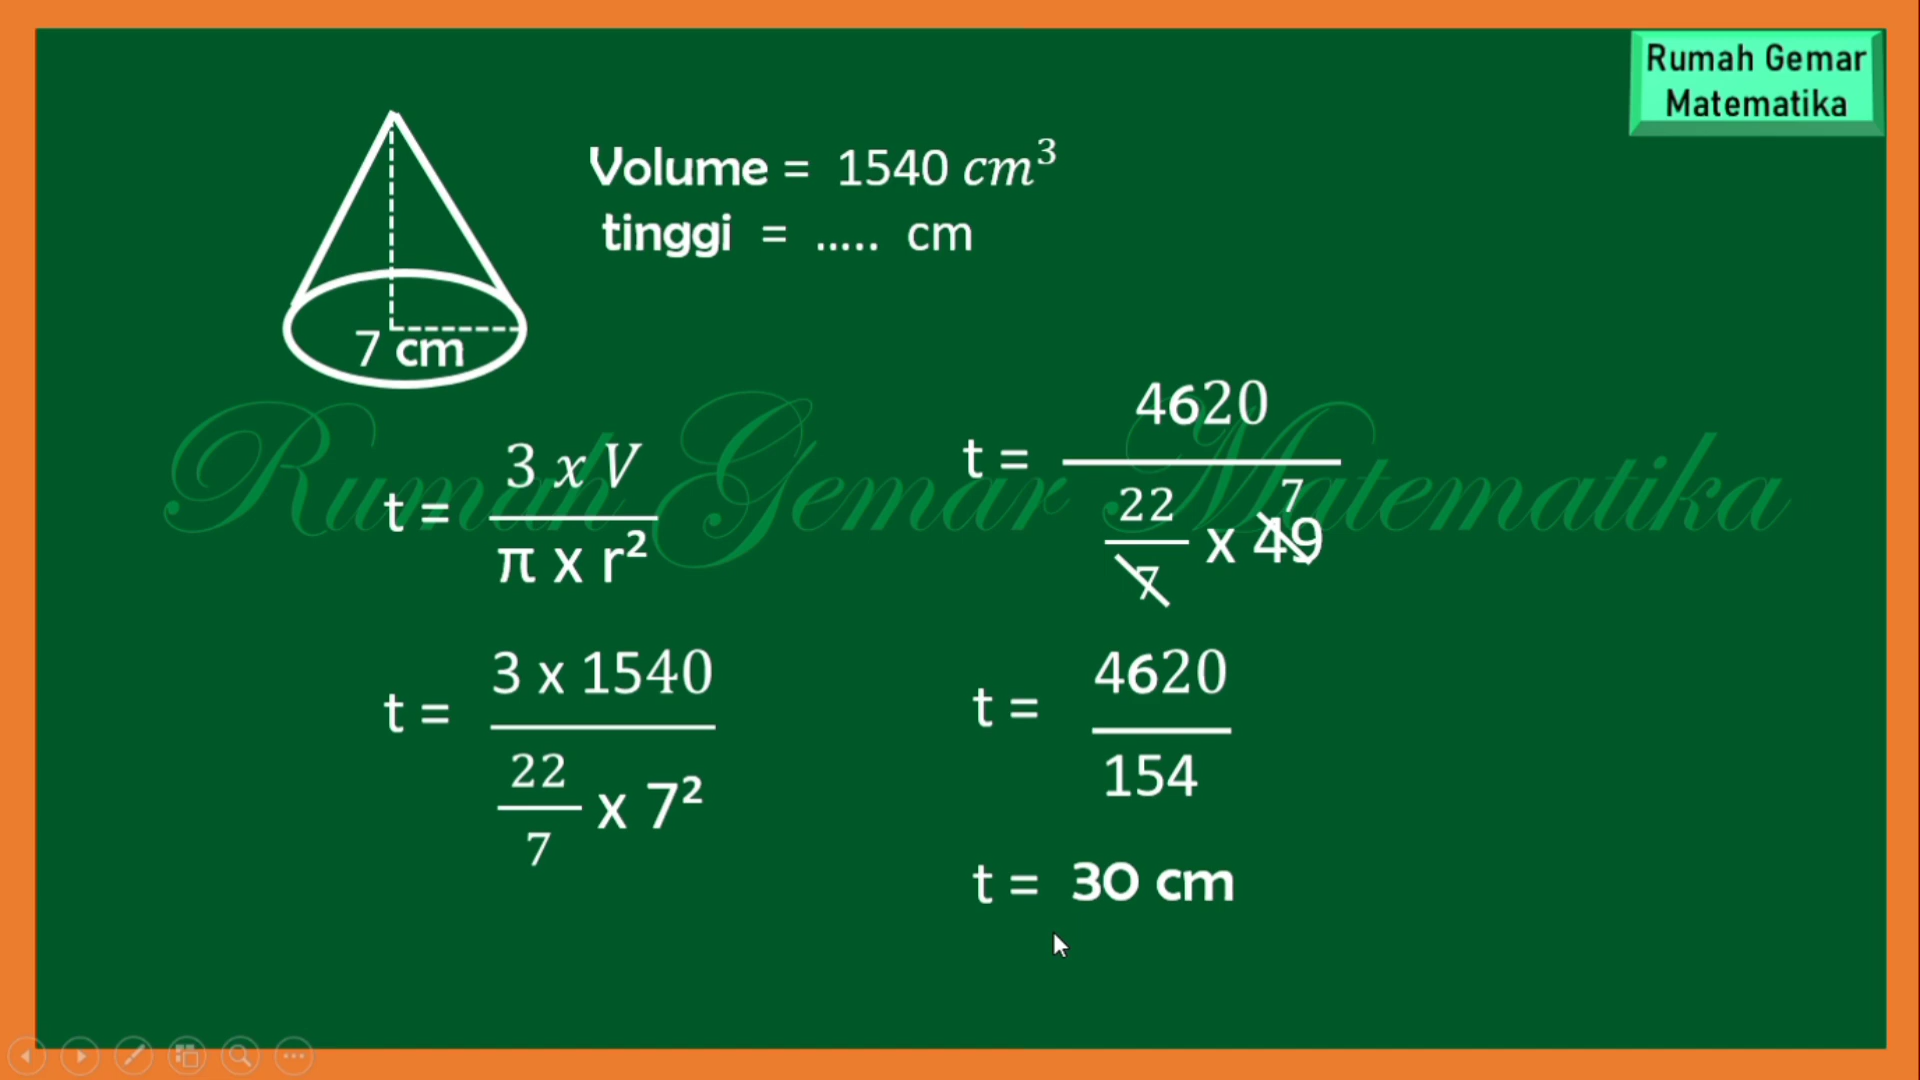 Rumah Gemar
Matematika
Volume = 1540 cm³
tinggi = ..... cm
7 cm
Rumah Gemar Matematika
t = 3 x V
π x r²
t = 3 x 1540
22
7
x 7²
t = 4620
22
7
x 49
7
t = 4620
154
t = 30 cm